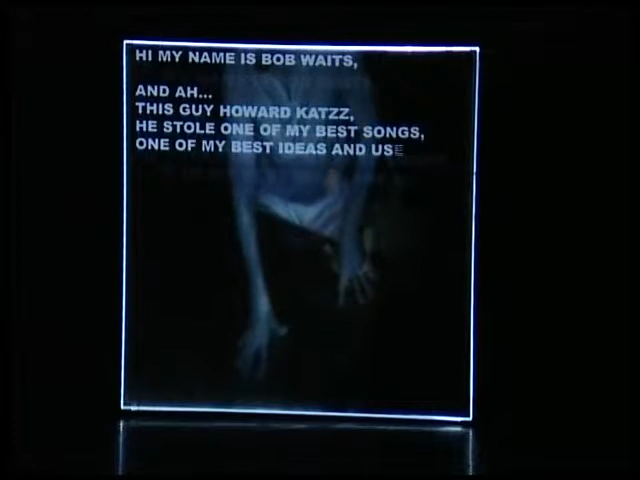 HI MY NAME IS BOB WAITS,
AND AH...
THIS GUY HOWARD KATZZ,
HE STOLE ONE OF MY BEST SONGS,
ONE OF MY BEST IDEAS AND US